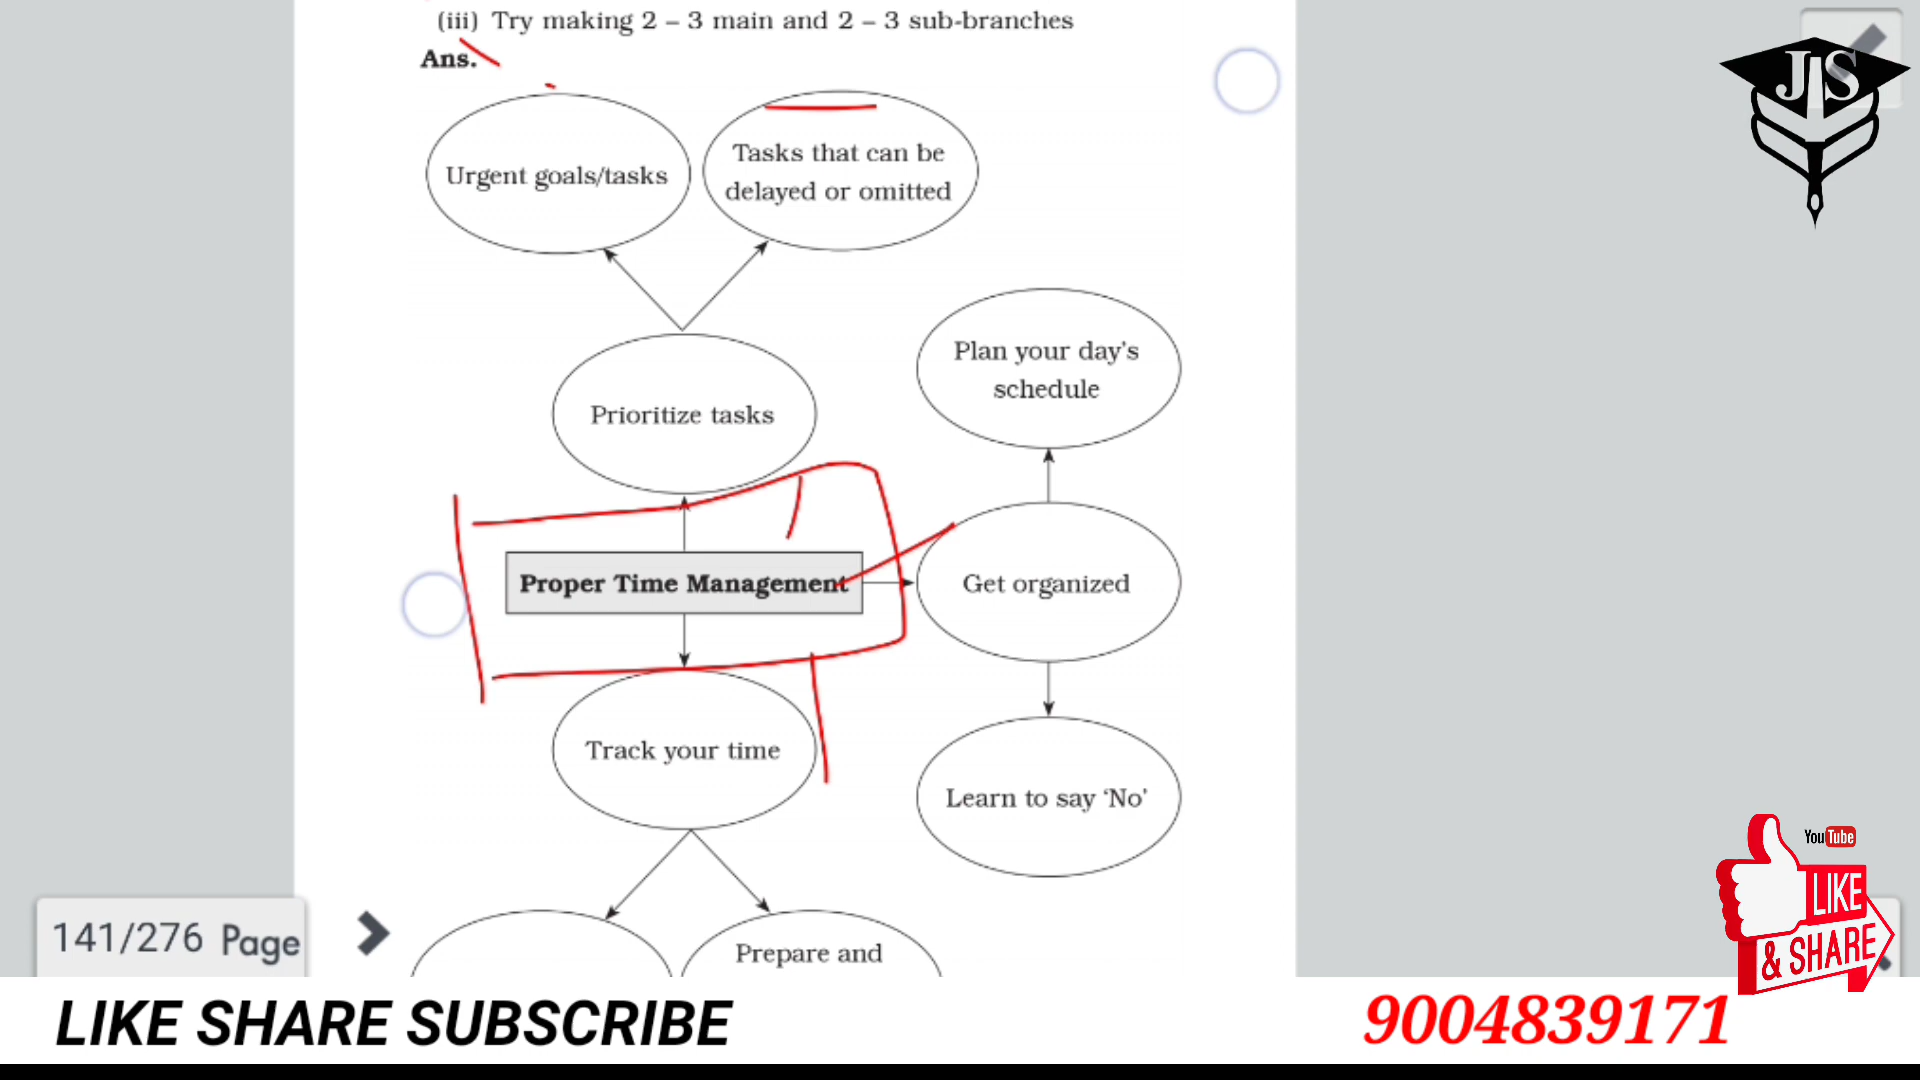 (iii) Try making 2 – 3 main and 2 – 3 sub-branches
Ans.
Urgent goals/tasks
Tasks that can be
delayed or omitted
Plan your day's
schedule
Prioritize tasks
Proper Time Management
Get organized
Track your time
Learn to say ‘No’
Prepare and
141/276 Page
JS
YouTube
LIKE
& SHARE
LIKE SHARE SUBSCRIBE
9004839171